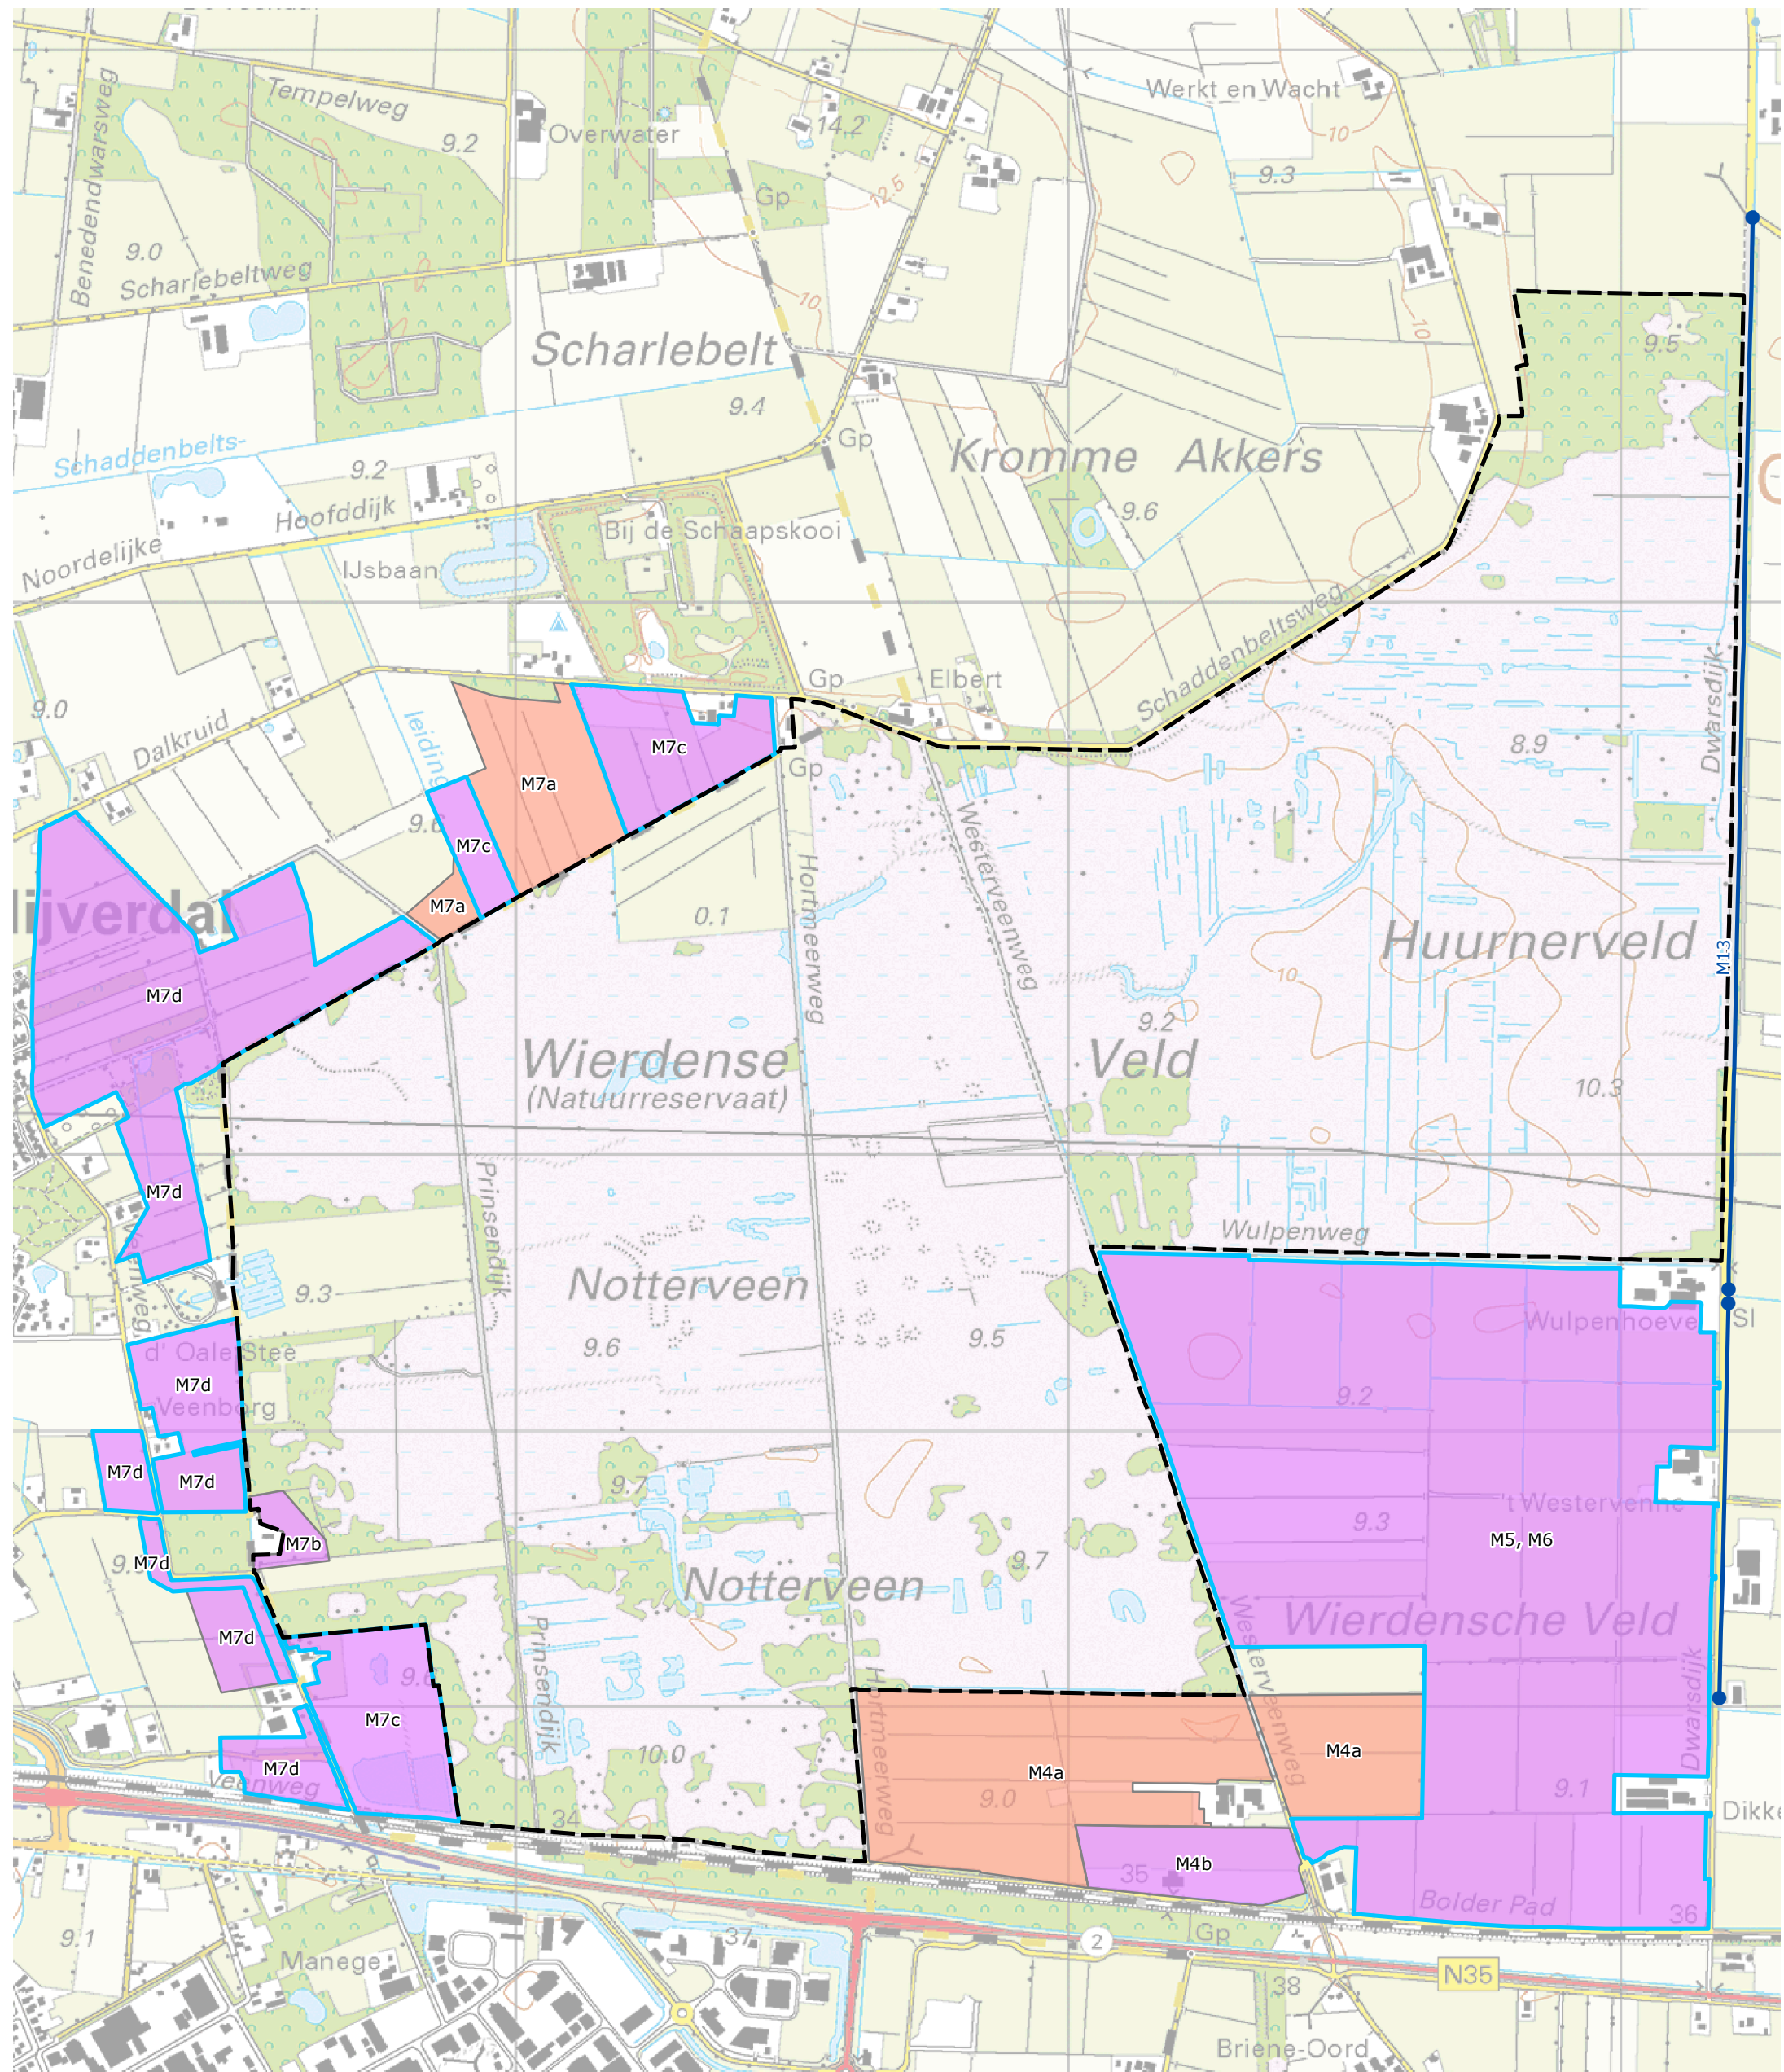 Benedendwarsweg
Tempelweg
9.2
Overwater
14.2
Werkt en Wacht
10
9.3
Gp
12.5
9.0
Scharlebeltweg
10
10
9.5
Scharlebelt
9.4
Gp
Kromme Akkers
Schaddenbelts-
9.2
Hoofddijk
Noordelijke
IJsbaan
Bij de Schaapskooi
9.6
Schaddenbeltsweg
Dwarsdijk
9.0
Dalkruid
leiding
Gp
Elbert
M7c
8.9
M7a
Gp
9.6
M7c
Westerveenweg
Hortmeerweg
M7a
0.1
lijverdal
Huurnerveld
M13
10
M7d
9.2
Wierdense
Veld
(Natuurreservaat)
10.3
M7d
Prinsendijk
Wulpenweg
9.3
Notterveen
9.6
9.5
Wulpenhoeve
Sl
d' Oale Stee
M7d
Veenborg
9.2
M7d
M7d
9.7
't Westervenne
9.3
M7b
M5, M6
M7d
9.7
Notterveen
Wierdensche Veld
M7d
Prinsendijk
Hortmeerweg
Westerveenweg
Dwarsdijk
M7c
10.0
M4a
M4a
M7d
Veenweg
9.0
9.1
34
Dikke
M4b
35
Bolder Pad
36
9.1
Manege
37
2
Gp
N35
38
Briene-Oord